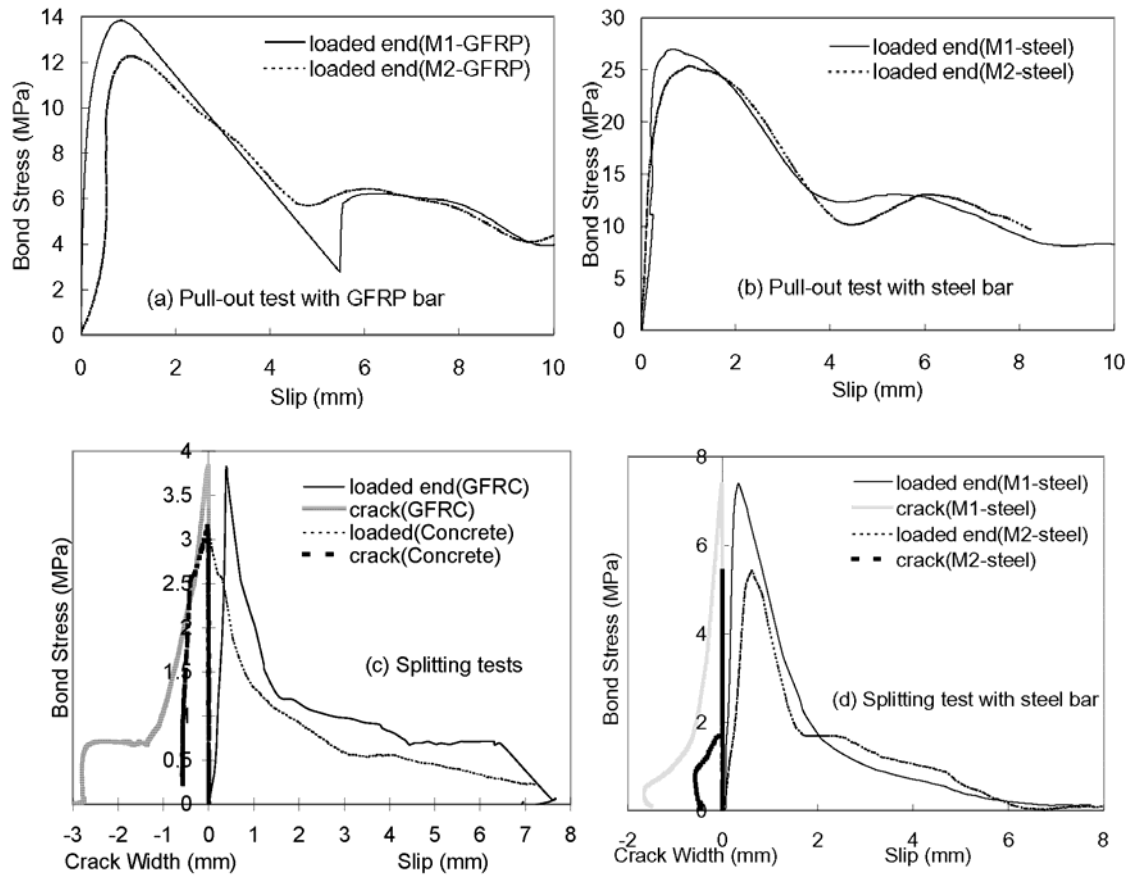 14
12
10
8
6
4
2
0
Bond Stress (MPa)
loaded end(M1-GFRP)
loaded end(M2-GFRP)
(a) Pull-out test with GFRP bar
0 2 4 6 8 10
Slip (mm)
30
25
20
15
10
5
0
Bond Stress (MPa)
loaded end(M1-steel)
loaded end(M2-steel)
(b) Pull-out test with steel bar
0 2 4 6 8 10
Slip (mm)
4
3.5
3
2.5
2
1.5
1
0.5
0
Bond Stress (MPa)
loaded end(GFRC)
crack(GFRC)
loaded(Concrete)
crack(Concrete)
(c) Splitting tests
-3 -2 -1 0 1 2 3 4 5 6 7 8
Crack Width (mm) Slip (mm)
8
6
4
2
0
Bond Stress (MPa)
loaded end(M1-steel)
crack(M1-steel)
loaded end(M2-steel)
crack(M2-steel)
(d) Splitting test with steel bar
-2 0 2 4 6 8
Crack Width (mm) Slip (mm)